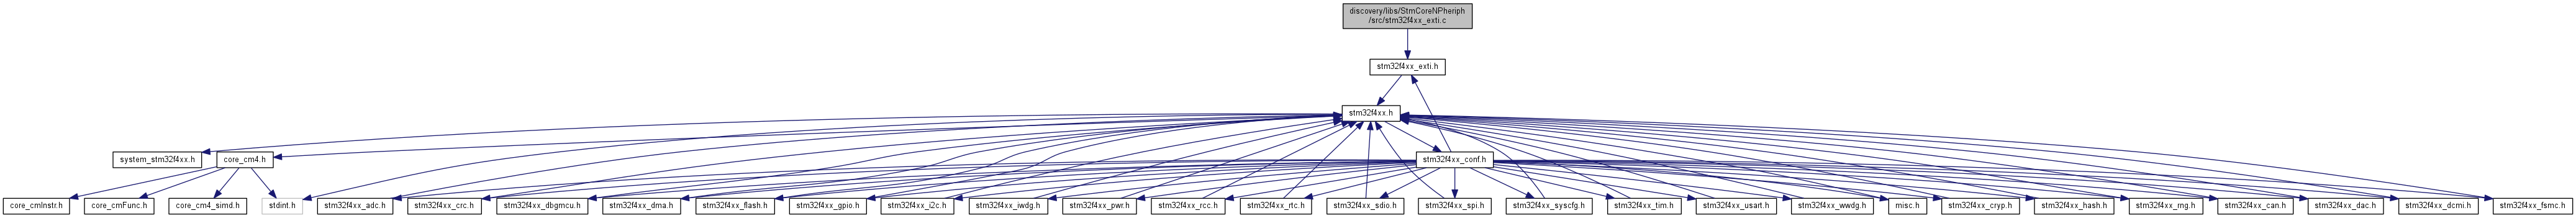 discovery/libs/StmCoreNPheriph
/src/stm32f4xx_exti.c
stm32f4xx_exti.h
stm32f4xx.h
system_stm32f4xx.h
core_cm4.h
stm32f4xx_conf.h
core_cmInstr.h
core_cmFunc.h
core_cm4_simd.h
stdint.h
stm32f4xx_adc.h
stm32f4xx_crc.h
stm32f4xx_dbgmcu.h
stm32f4xx_dma.h
stm32f4xx_flash.h
stm32f4xx_gpio.h
stm32f4xx_i2c.h
stm32f4xx_iwdg.h
stm32f4xx_pwr.h
stm32f4xx_rcc.h
stm32f4xx_rtc.h
stm32f4xx_sdio.h
stm32f4xx_spi.h
stm32f4xx_syscfg.h
stm32f4xx_tim.h
stm32f4xx_usart.h
stm32f4xx_wwdg.h
misc.h
stm32f4xx_cryp.h
stm32f4xx_hash.h
stm32f4xx_rng.h
stm32f4xx_can.h
stm32f4xx_dac.h
stm32f4xx_dcmi.h
stm32f4xx_fsmc.h